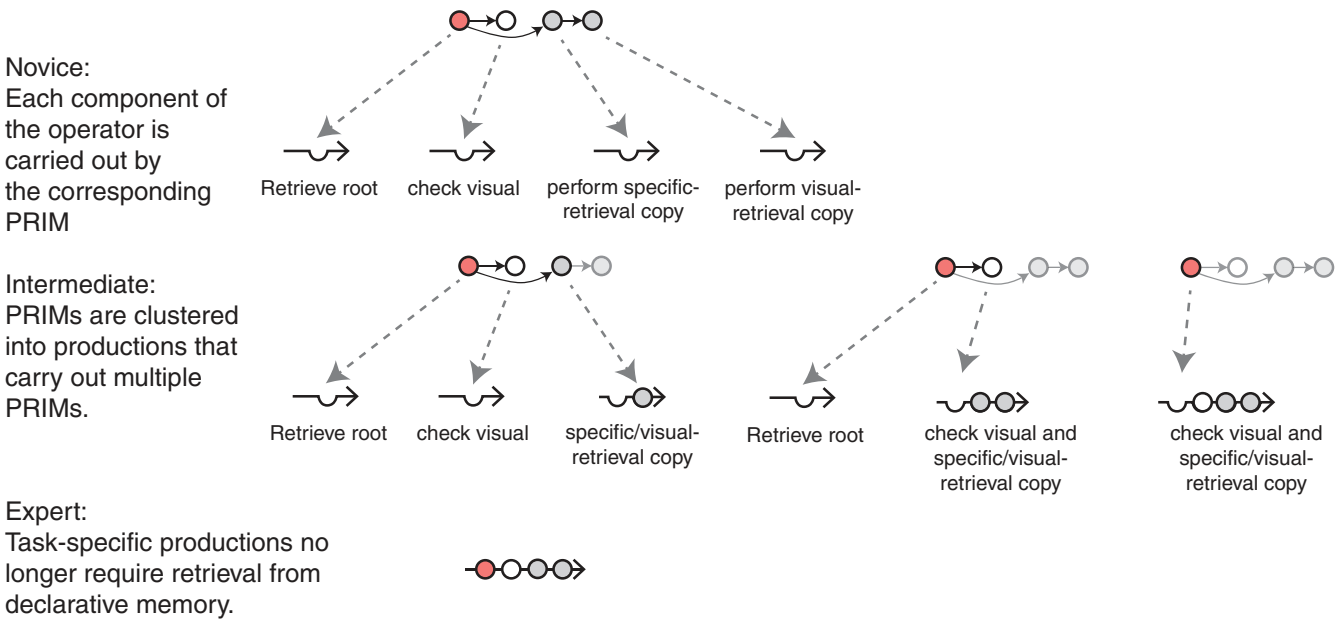 Novice:
Each component of
the operator is
carried out by
the corresponding
PRIM
Retrieve root
check visual
perform specific-
retrieval copy
perform visual-
retrieval copy
Intermediate:
PRIMs are clustered
into productions that
carry out multiple
PRIMs.
Retrieve root
check visual
specific/visual-
retrieval copy
Retrieve root
check visual and
specific/visual-
retrieval copy
check visual and
specific/visual-
retrieval copy
Expert:
Task-specific productions no
longer require retrieval from
declarative memory.